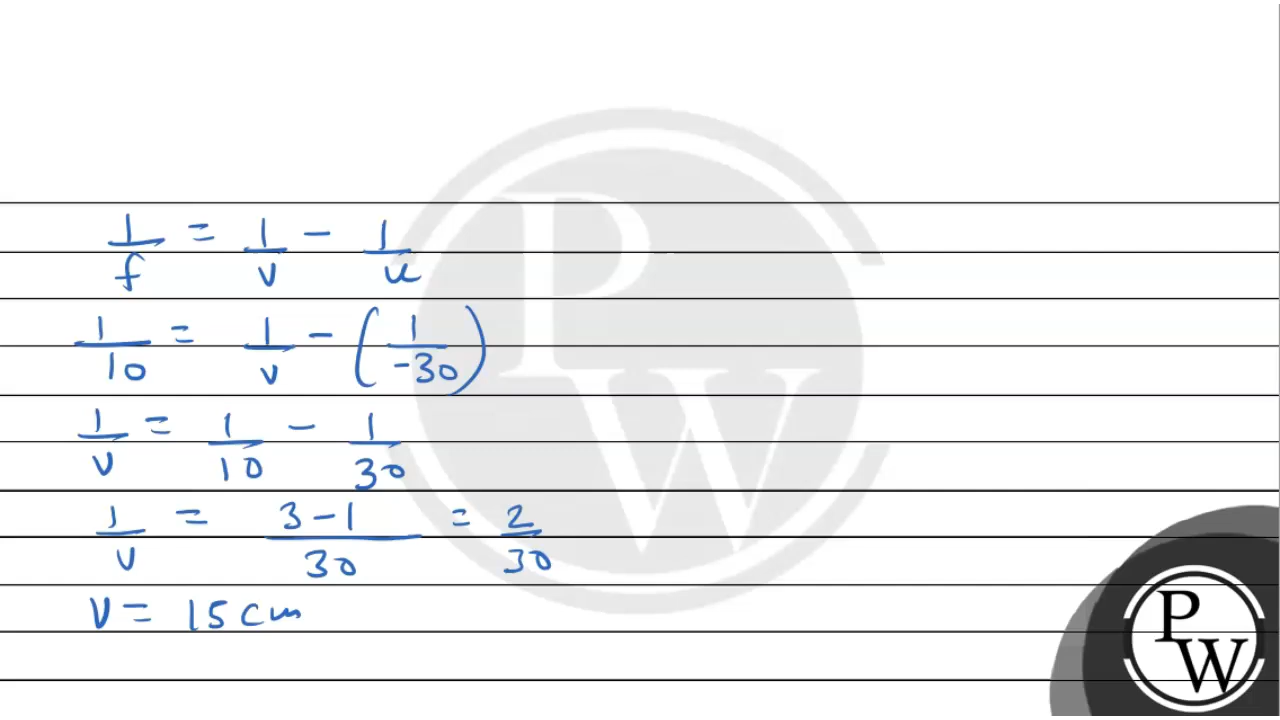 1/f = 1/v - 1/u
1/10 = 1/v - (1/-30)
1/v = 1/10 - 1/30
1/v = 3-1/30 = 2/30
v = 15 cm
P
W
P
W